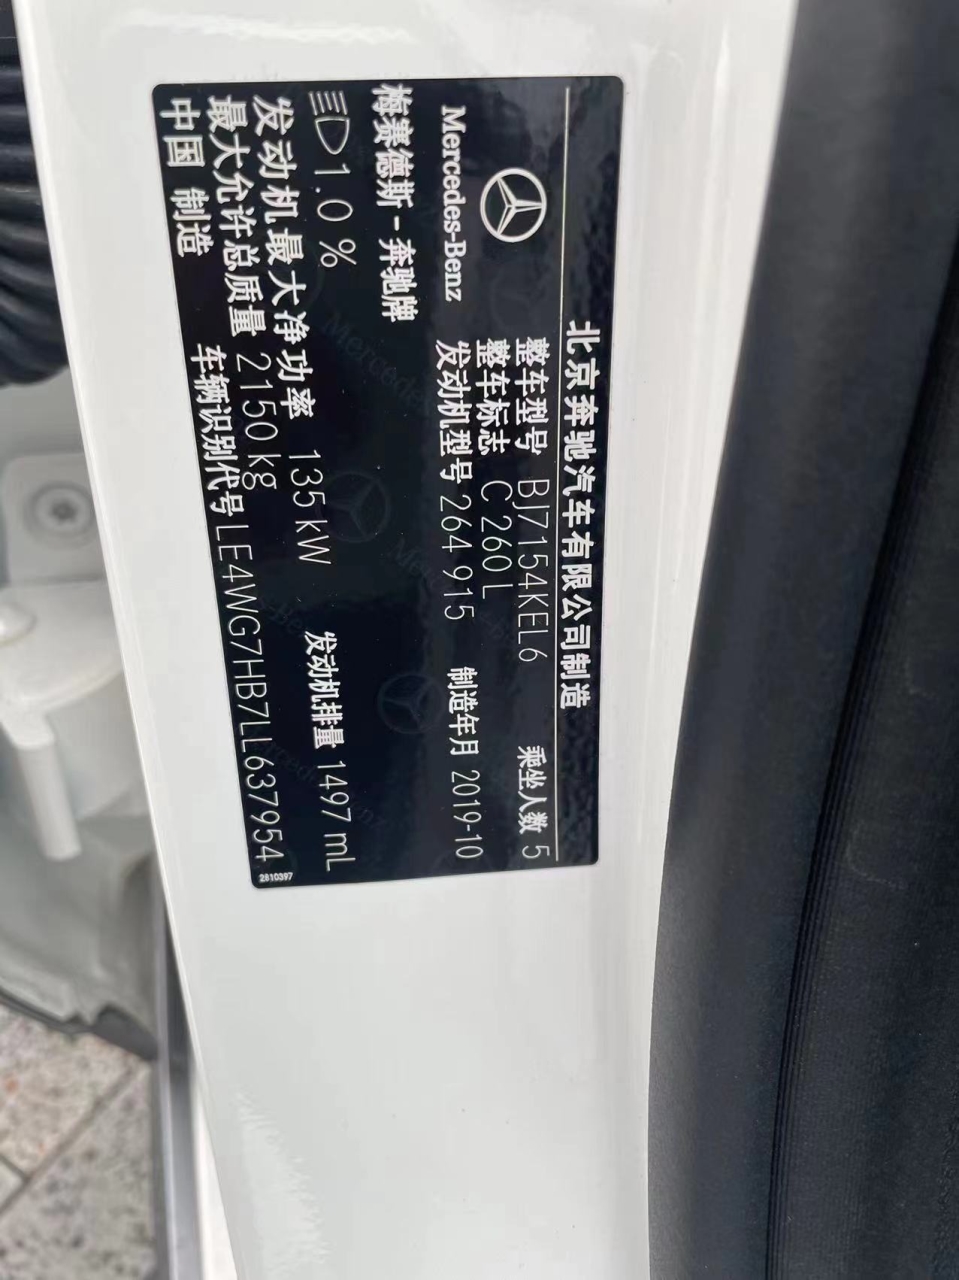 北京奔驰汽车有限公司制造
Mercedes-Benz
梅赛德斯-奔驰牌
整车型号 BJ7154KEL6 乘坐人数 5
整车标志 C 260 L
发动机型号 264 915 制造年月 2019-10
1.0 %
发动机最大净功率 135 kW 发动机排量 1497 mL
最大允许总质量 2150 kg
中国 制造 车辆识别代号 LE4WG7HB7LL637954
2810397